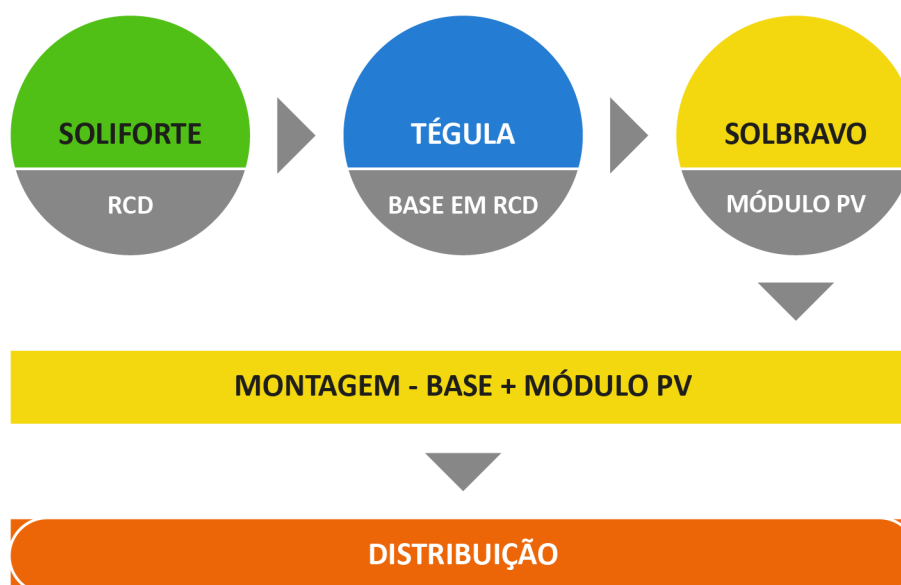 SOLIFORTE
RCD
TÉGULA
BASE EM RCD
SOLBRAVO
MÓDULO PV
MONTAGEM - BASE + MÓDULO PV
DISTRIBUIÇÃO